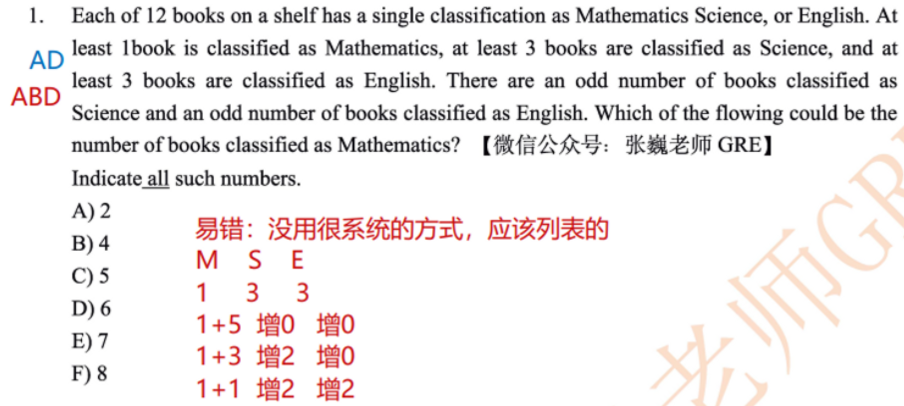 1. Each of 12 books on a shelf has a single classification as Mathematics Science, or English. At
AD least 1book is classified as Mathematics, at least 3 books are classified as Science, and at
ABD least 3 books are classified as English. There are an odd number of books classified as
Science and an odd number of books classified as English. Which of the flowing could be the
number of books classified as Mathematics? 【微信公众号：张巍老师 GRE】
Indicate all such numbers.
A) 2
B) 4
C) 5
D) 6
E) 7
F) 8
易错：没用很系统的方式，应该列表的
M S E
1 3 3
1+5 增0 增0
1+3 增2 增0
1+1 增2 增2
老师GR